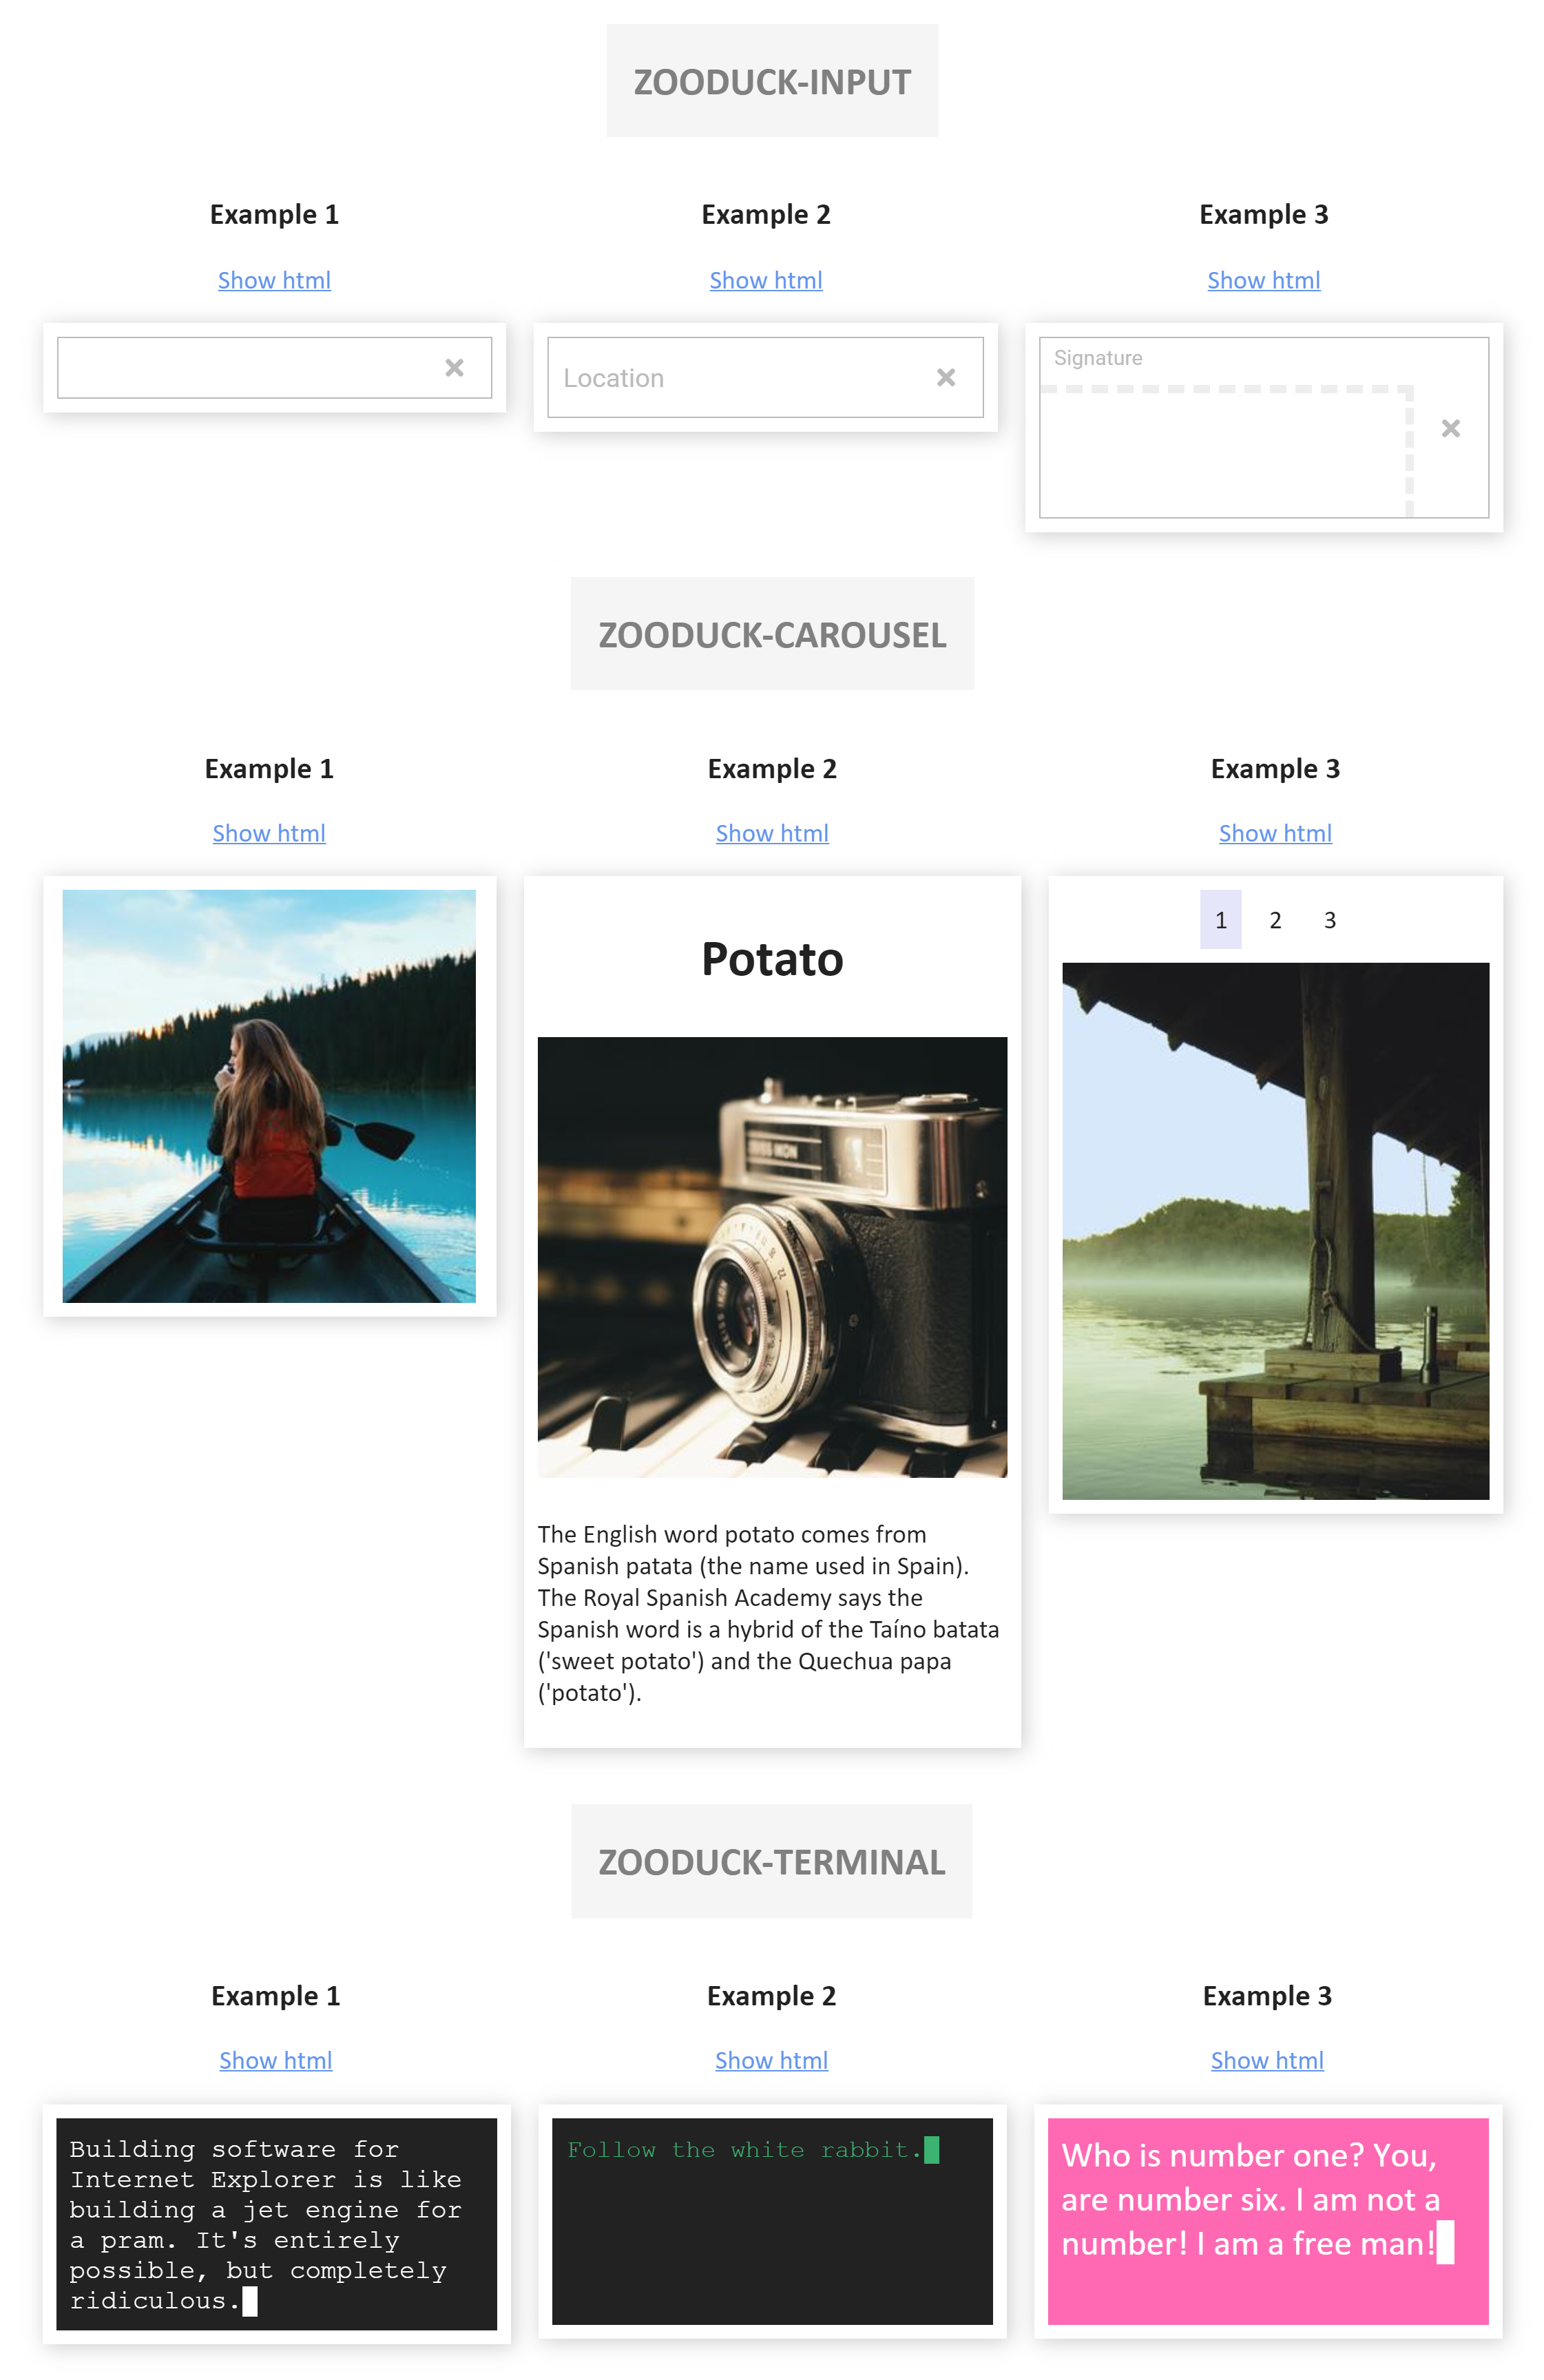 ZOODUCK-INPUT
Example 1
Example 2
Example 3
Show html
Show html
Show html
Location
Signature
ZOODUCK-CAROUSEL
Example 1
Example 2
Example 3
Show html
Show html
Show html
Potato
The English word potato comes from
Spanish patata (the name used in Spain).
The Royal Spanish Academy says the
Spanish word is a hybrid of the Taíno batata
('sweet potato') and the Quechua papa
('potato').
1 2 3
ZOODUCK-TERMINAL
Example 1
Example 2
Example 3
Show html
Show html
Show html
Building software for
Internet Explorer is like
building a jet engine for
a pram. It's entirely
possible, but completely
ridiculous.
Follow the white rabbit.
Who is number one? You,
are number six. I am not a
number! I am a free man!